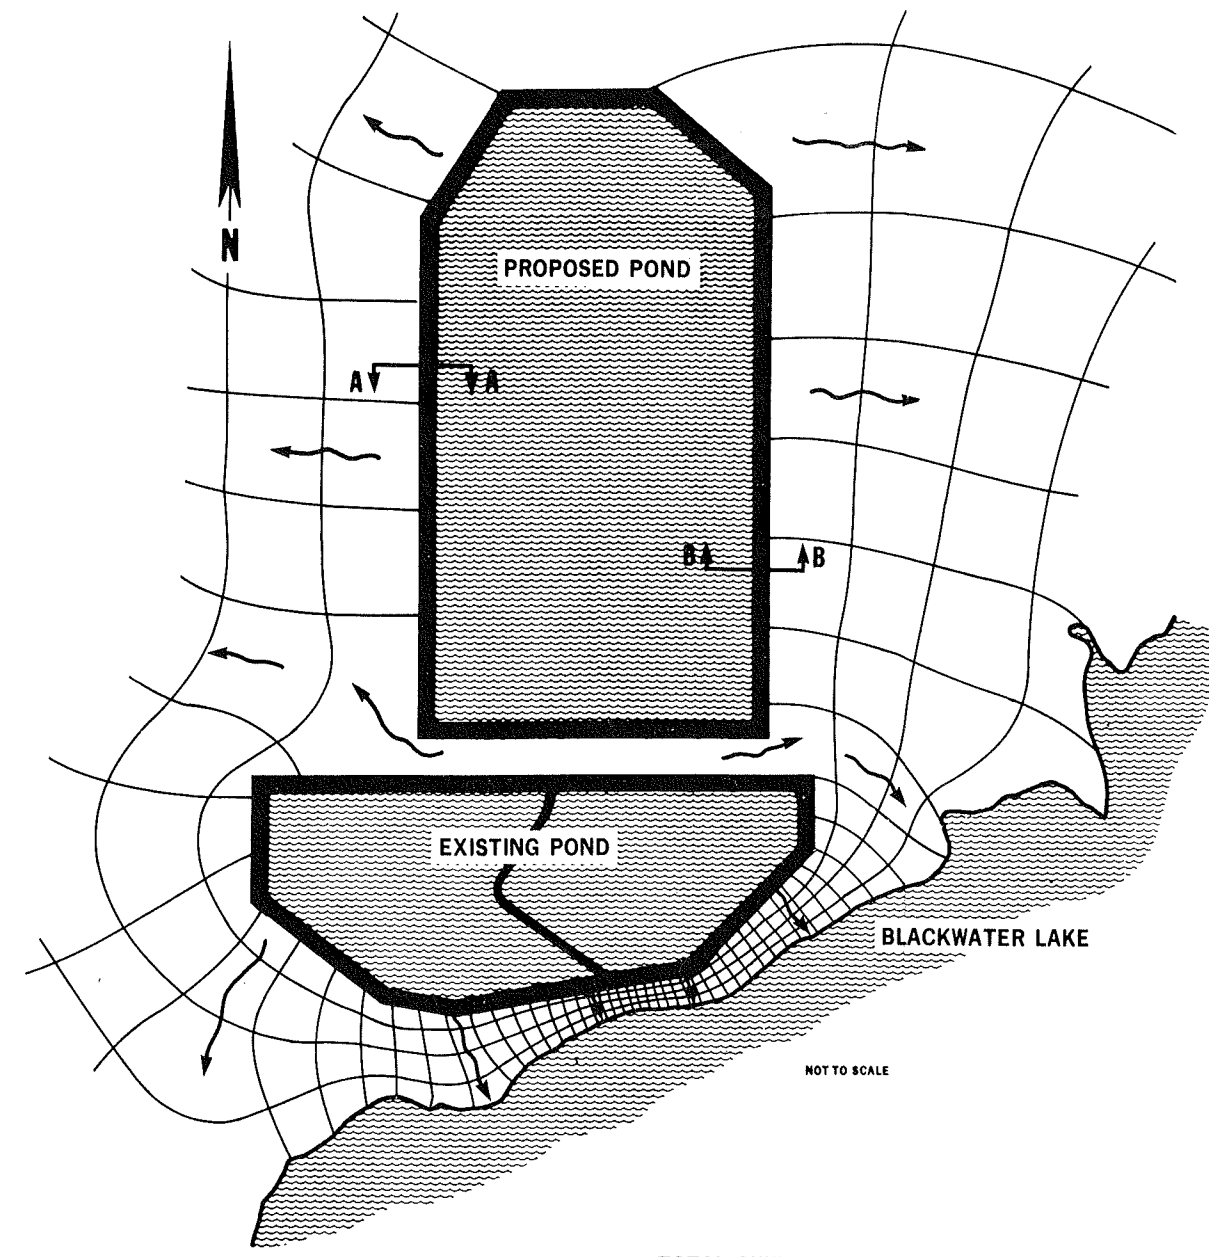 N
PROPOSED POND
A A
B B
EXISTING POND
BLACKWATER LAKE
NOT TO SCALE